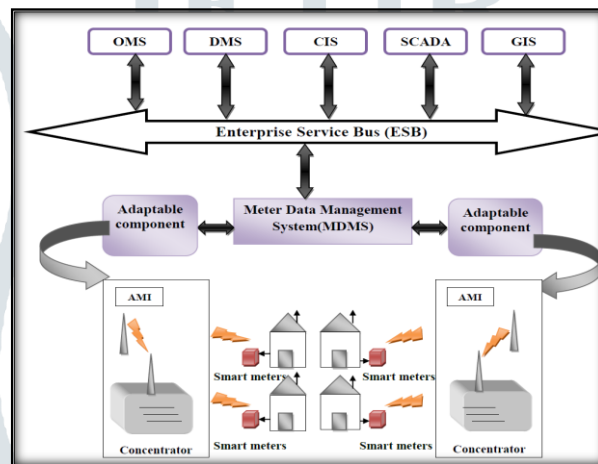 OMS
DMS
CIS
SCADA
GIS
Enterprise Service Bus (ESB)
Adaptable
component
Meter Data Management
System(MDMS)
Adaptable
component
AMI
AMI
Smart meters
Smart meters
Smart meters
Smart meters
Concentrator
Concentrator